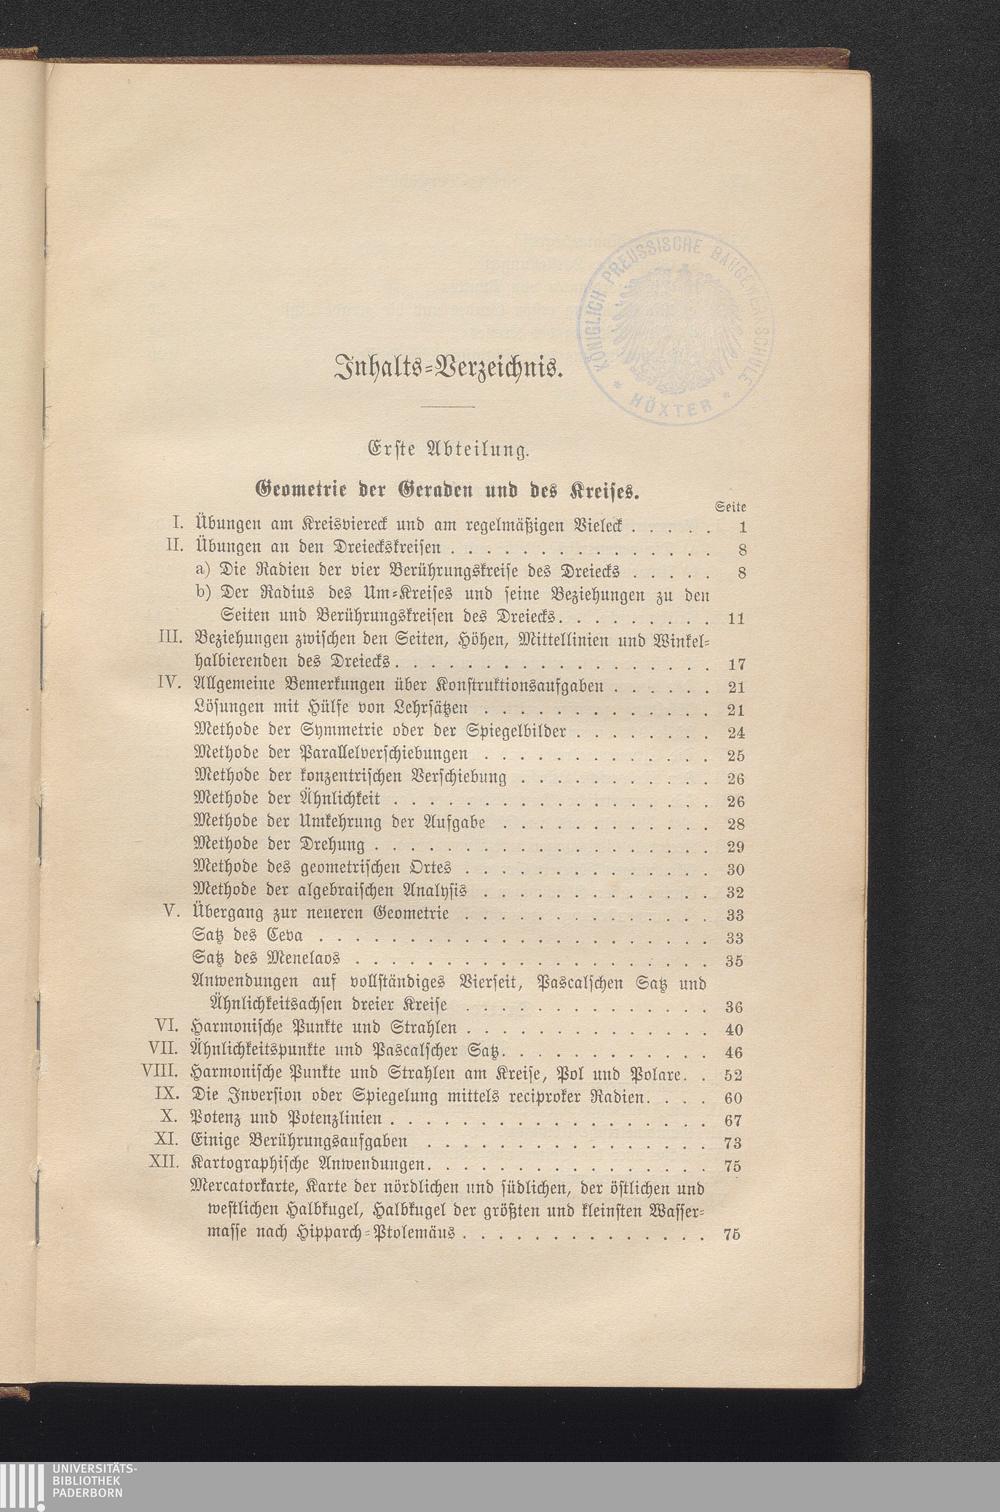 KÖNIGLICH PREUSSISCHE BAUGEWERKSCHULE
* HÖXTER *
Inhalts-Verzeichnis.
Erste Abteilung.
Geometrie der Geraden und des Kreises.
Seite
I. Übungen am Kreisviereck und am regelmäßigen Vieleck . . . . . 1
II. Übungen an den Dreieckskreisen . . . . . . . . . . . . . . . . 8
a) Die Radien der vier Berührungskreise des Dreiecks . . . . . 8
b) Der Radius des Um-Kreises und seine Beziehungen zu den
Seiten und Berührungskreisen des Dreiecks. . . . . . . . . . 11
III. Beziehungen zwischen den Seiten, Höhen, Mittellinien und Winkel-
halbierenden des Dreiecks. . . . . . . . . . . . . . . . . . . . 17
IV. Allgemeine Bemerkungen über Konstruktionsaufgaben . . . . . . 21
Lösungen mit Hülfe von Lehrsätzen . . . . . . . . . . . . . . 21
Methode der Symmetrie oder der Spiegelbilder . . . . . . . . 24
Methode der Parallelverschiebungen . . . . . . . . . . . . . . 25
Methode der konzentrischen Verschiebung . . . . . . . . . . . 26
Methode der Ähnlichkeit . . . . . . . . . . . . . . . . . . . . 26
Methode der Umkehrung der Aufgabe . . . . . . . . . . . . . 28
Methode der Drehung . . . . . . . . . . . . . . . . . . . . . . 29
Methode des geometrischen Ortes . . . . . . . . . . . . . . . 30
Methode der algebraischen Analysis . . . . . . . . . . . . . . 32
V. Übergang zur neueren Geometrie . . . . . . . . . . . . . . . 33
Satz des Ceva . . . . . . . . . . . . . . . . . . . . . . . . . 33
Satz des Menelaos . . . . . . . . . . . . . . . . . . . . . . . 35
Anwendungen auf vollständiges Vierseit, Pascalschen Satz und
Ähnlichkeitsachsen dreier Kreise . . . . . . . . . . . . . . . 36
VI. Harmonische Punkte und Strahlen . . . . . . . . . . . . . . . 40
VII. Ähnlichkeitspunkte und Pascalscher Satz. . . . . . . . . . . . 46
VIII. Harmonische Punkte und Strahlen am Kreise, Pol und Polare. . 52
IX. Die Inversion oder Spiegelung mittels reciproker Radien. . . . 60
X. Potenz und Potenzlinien . . . . . . . . . . . . . . . . . . . . 67
XI. Einige Berührungsaufgaben . . . . . . . . . . . . . . . . . . 73
XII. Kartographische Anwendungen. . . . . . . . . . . . . . . . . . 75
Mercatorkarte, Karte der nördlichen und südlichen, der östlichen und
westlichen Halbkugel, Halbkugel der größten und kleinsten Wasser-
masse nach Hipparch-Ptolemäus . . . . . . . . . . . . . . . . 75
UNIVERSITÄTS-
BIBLIOTHEK
PADERBORN